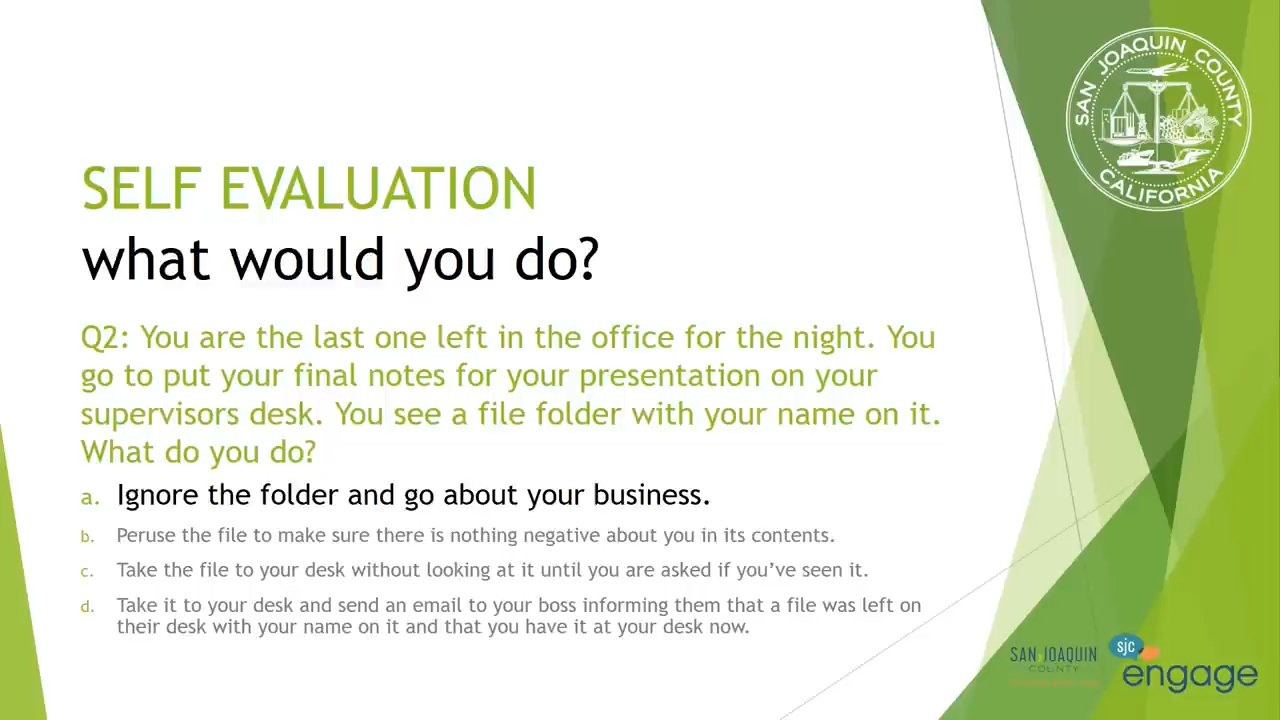 SAN JOAQUIN COUNTY
CALIFORNIA
SELF EVALUATION
what would you do?
Q2: You are the last one left in the office for the night. You
go to put your final notes for your presentation on your
supervisors desk. You see a file folder with your name on it.
What do you do?
a. Ignore the folder and go about your business.
b. Peruse the file to make sure there is nothing negative about you in its contents.
c. Take the file to your desk without looking at it until you are asked if you’ve seen it.
d. Take it to your desk and send an email to your boss informing them that a file was left on
their desk with your name on it and that you have it at your desk now.
SAN JOAQUIN
COUNTY
sjc
engage